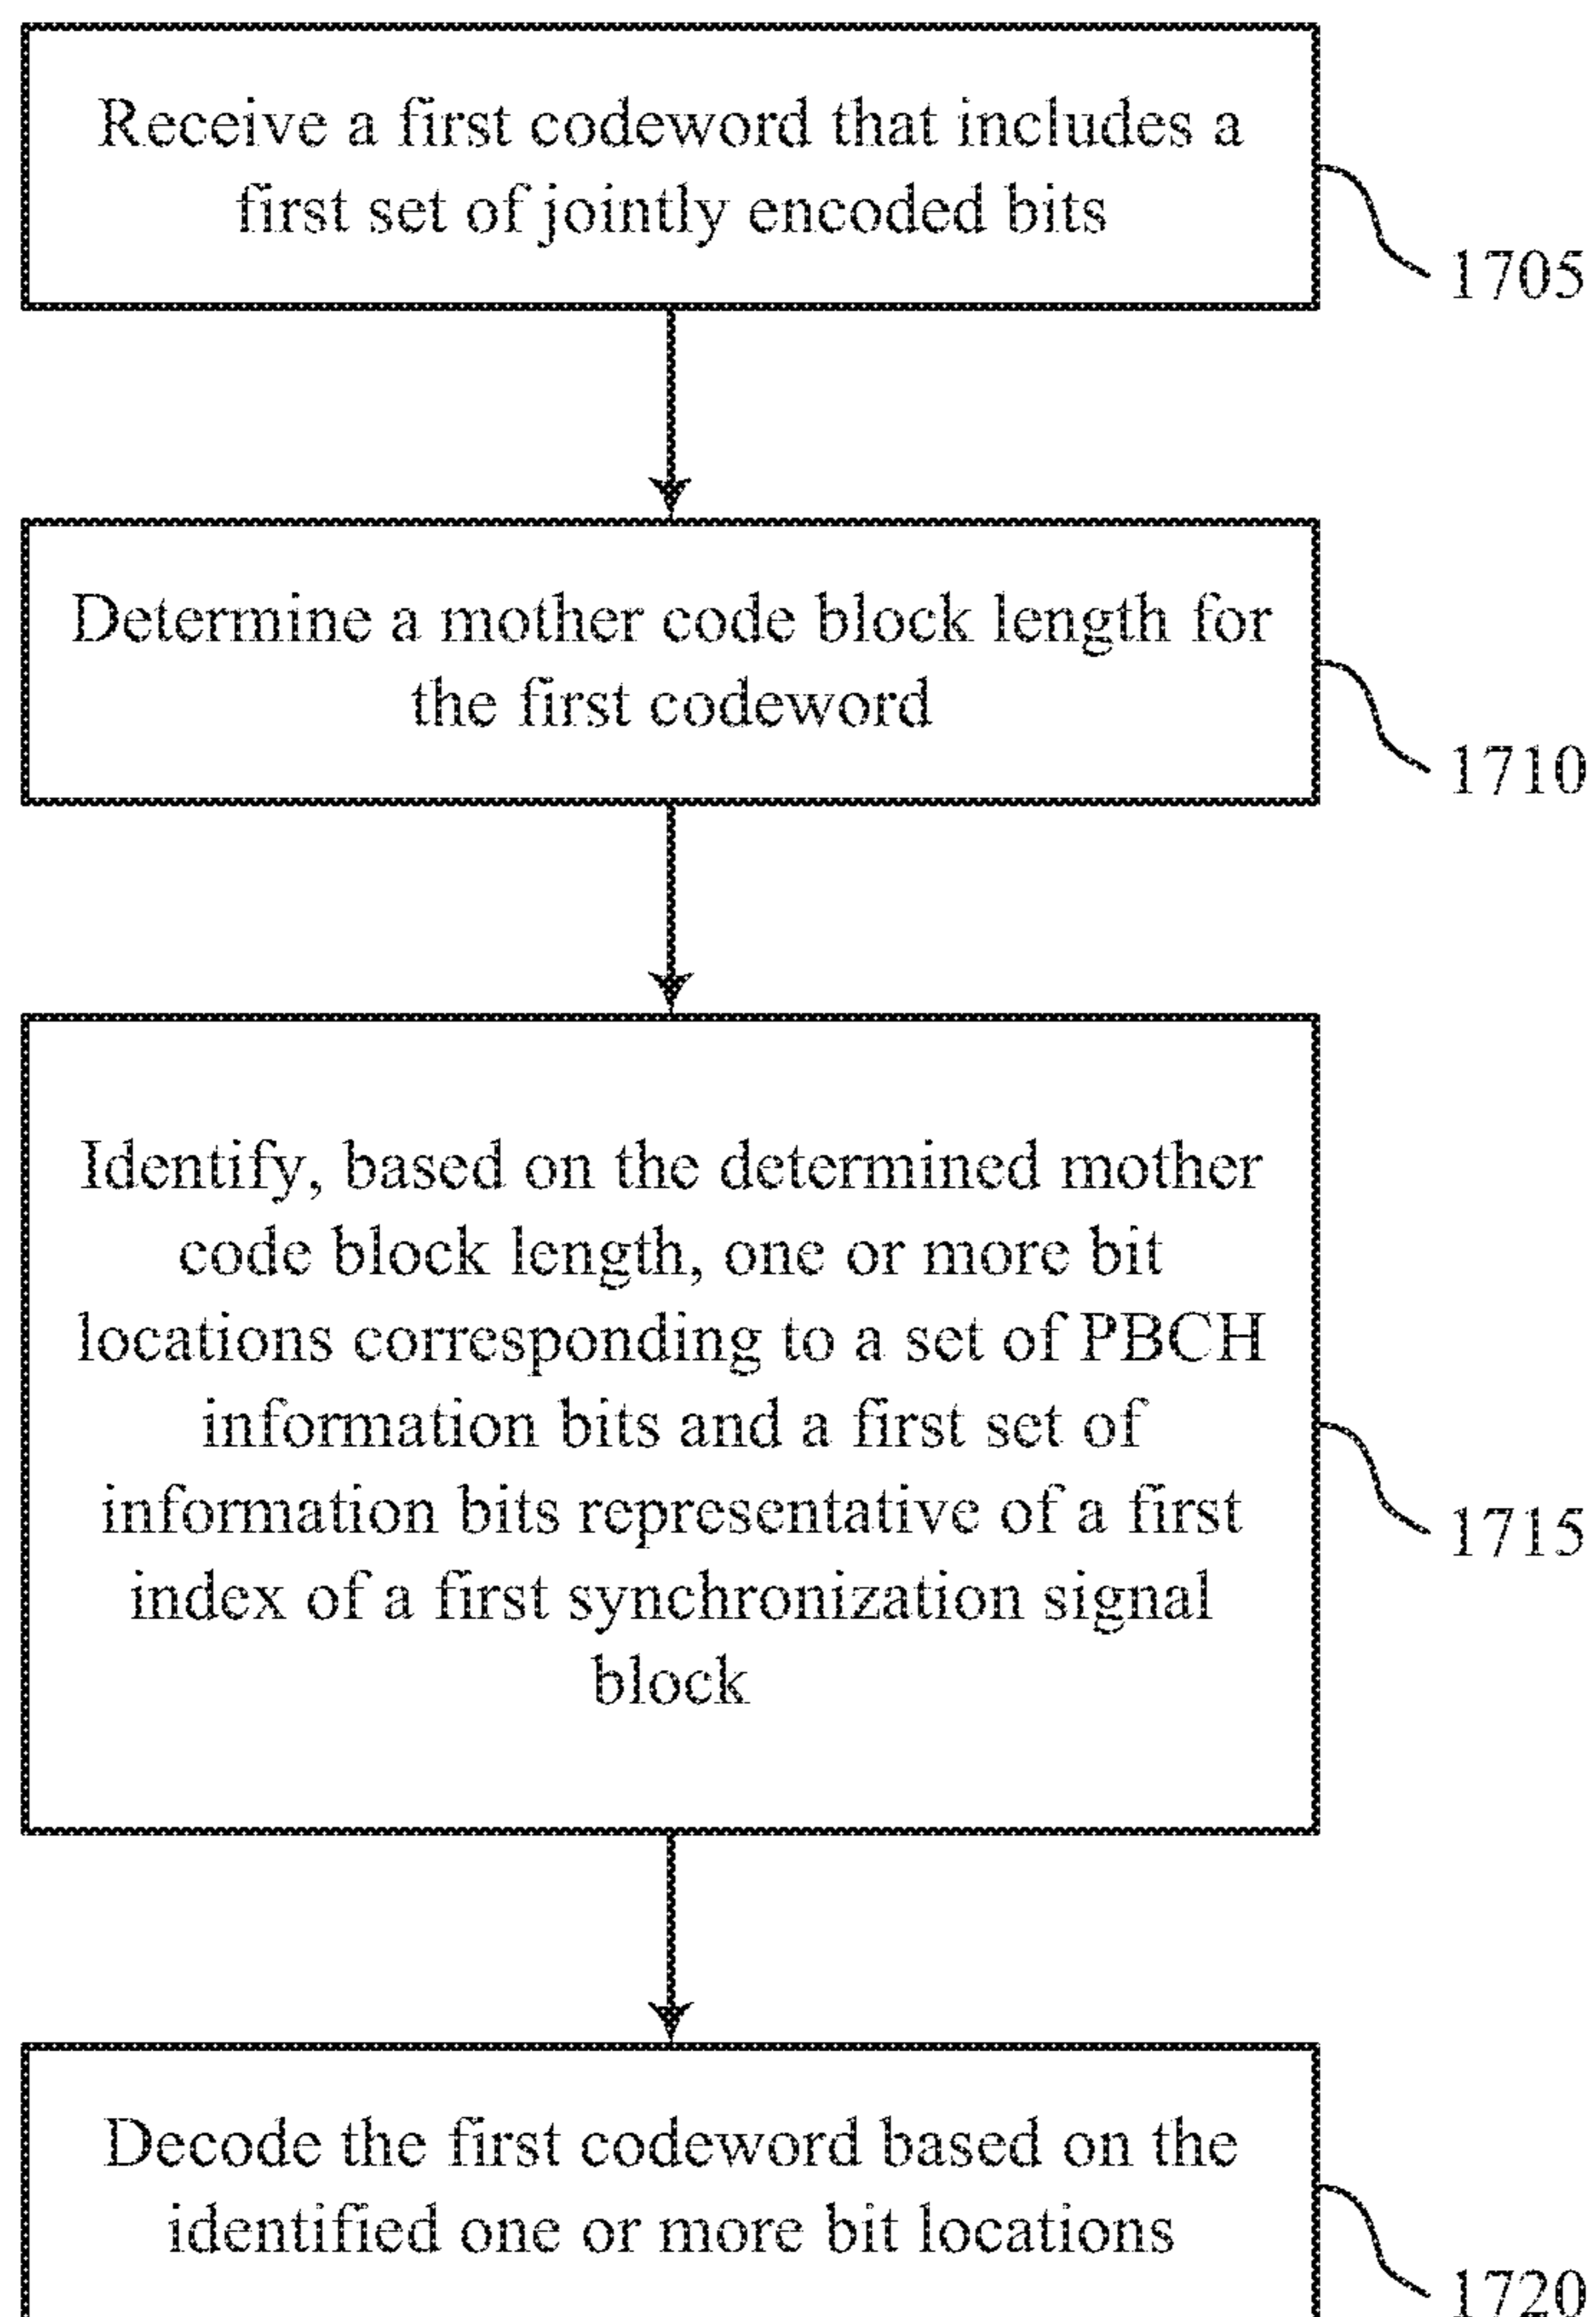 Receive a first codeword that includes a
first set of jointly encoded bits
1705
Determine a mother code block length for
the first codeword
1710
Identify, based on the determined mother
code block length, one or more bit
locations corresponding to a set of PBCH
information bits and a first set of
information bits representative of a first
index of a first synchronization signal
block
1715
Decode the first codeword based on the
identified one or more bit locations
1720